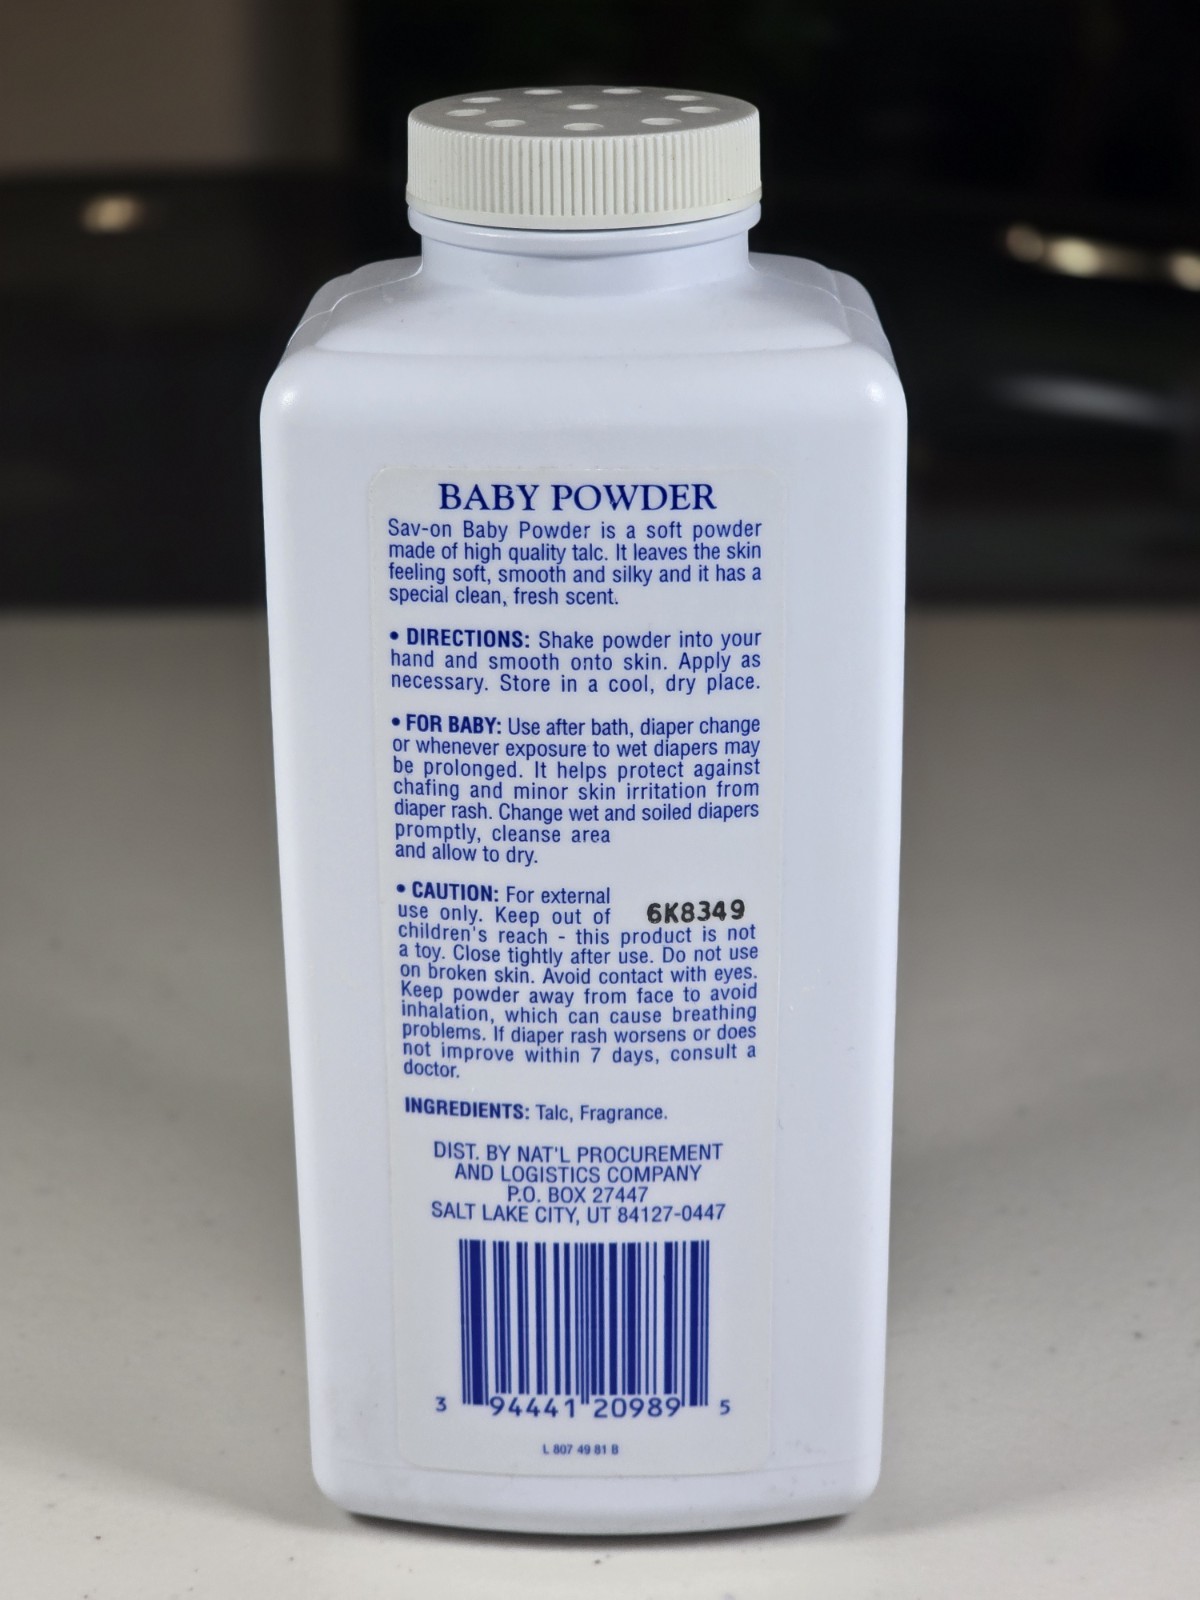 BABY POWDER
Sav-on Baby Powder is a soft powder
made of high quality talc. It leaves the skin
feeling soft, smooth and silky and it has a
special clean, fresh scent.
• DIRECTIONS: Shake powder into your
hand and smooth onto skin. Apply as
necessary. Store in a cool, dry place.
• FOR BABY: Use after bath, diaper change
or whenever exposure to wet diapers may
be prolonged. It helps protect against
chafing and minor skin irritation from
diaper rash. Change wet and soiled diapers
promptly, cleanse area
and allow to dry.
• CAUTION: For external
use only. Keep out of
6K8349
children's reach - this product is not
a toy. Close tightly after use. Do not use
on broken skin. Avoid contact with eyes.
Keep powder away from face to avoid
inhalation, which can cause breathing
problems. If diaper rash worsens or does
not improve within 7 days, consult a
doctor.
INGREDIENTS: Talc, Fragrance.
DIST. BY NAT'L PROCUREMENT
AND LOGISTICS COMPANY
P.O. BOX 27447
SALT LAKE CITY, UT 84127-0447
3 94441 20989 5
L 807 49 81 B